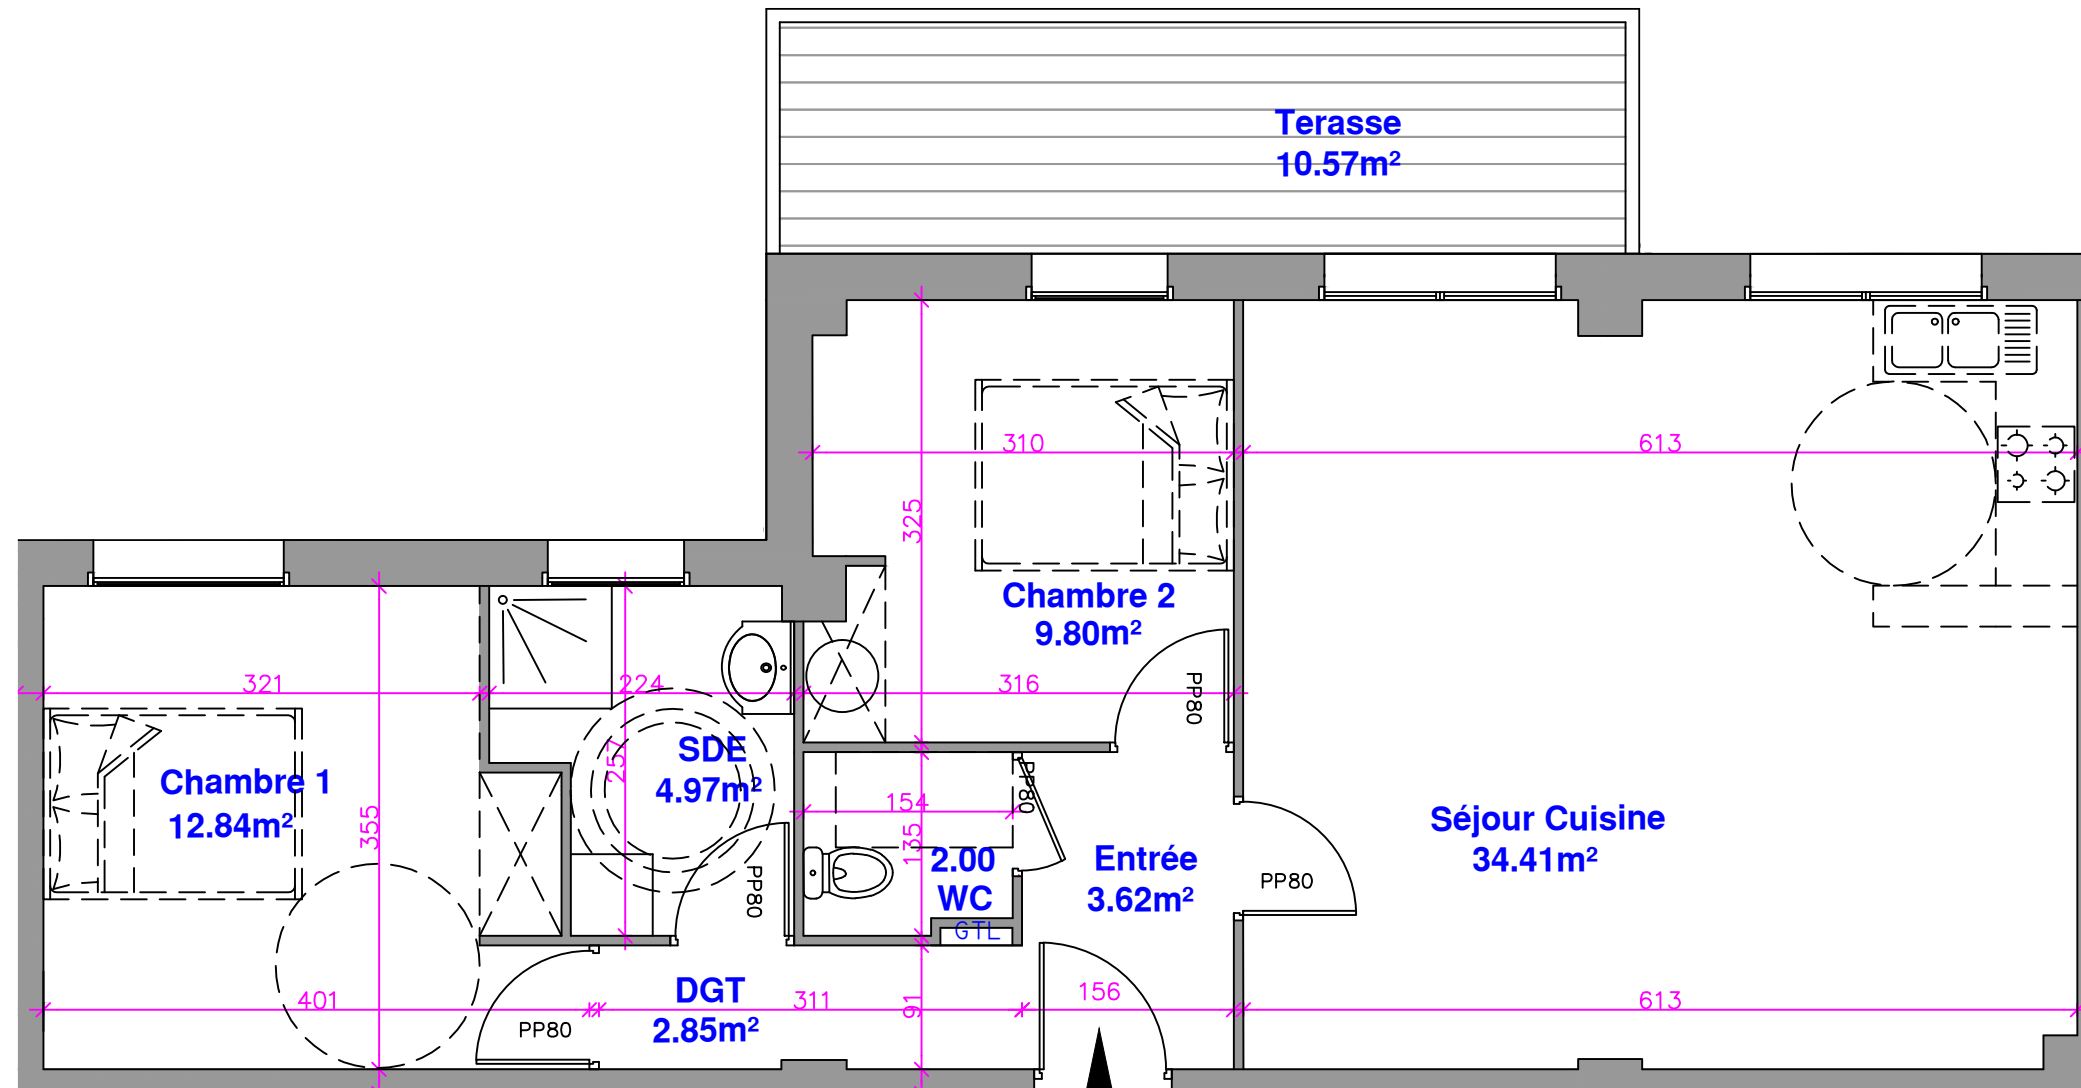 Terasse
10.57m²
310
613
325
Chambre 2
9.80m²
321
224
316
PP80
SDE
4.97m²
257
Chambre 1
12.84m²
355
PP80
154
135
2.00
WC
GTL
Entrée
3.62m²
Séjour Cuisine
34.41m²
PP80
PP80
DGT
2.85m²
401
311
91
156
613
PP80